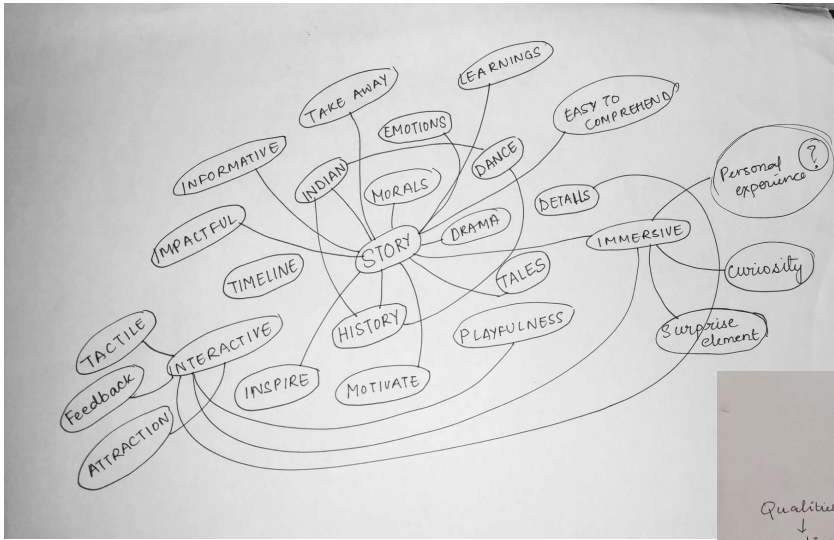 LEARNINGS
TAKE AWAY
EASY TO
COMPREHEND
EMOTIONS
INFORMATIVE
INDIAN
DANCE
MORALS
Personal
experience
?
DETAILS
IMPACTFUL
DRAMA
STORY
IMMERSIVE
TIMELINE
TALES
Curiosity
TACTILE
INTERACTIVE
HISTORY
PLAYFULNESS
Surprise
element
Feedback
INSPIRE
MOTIVATE
ATTRACTION